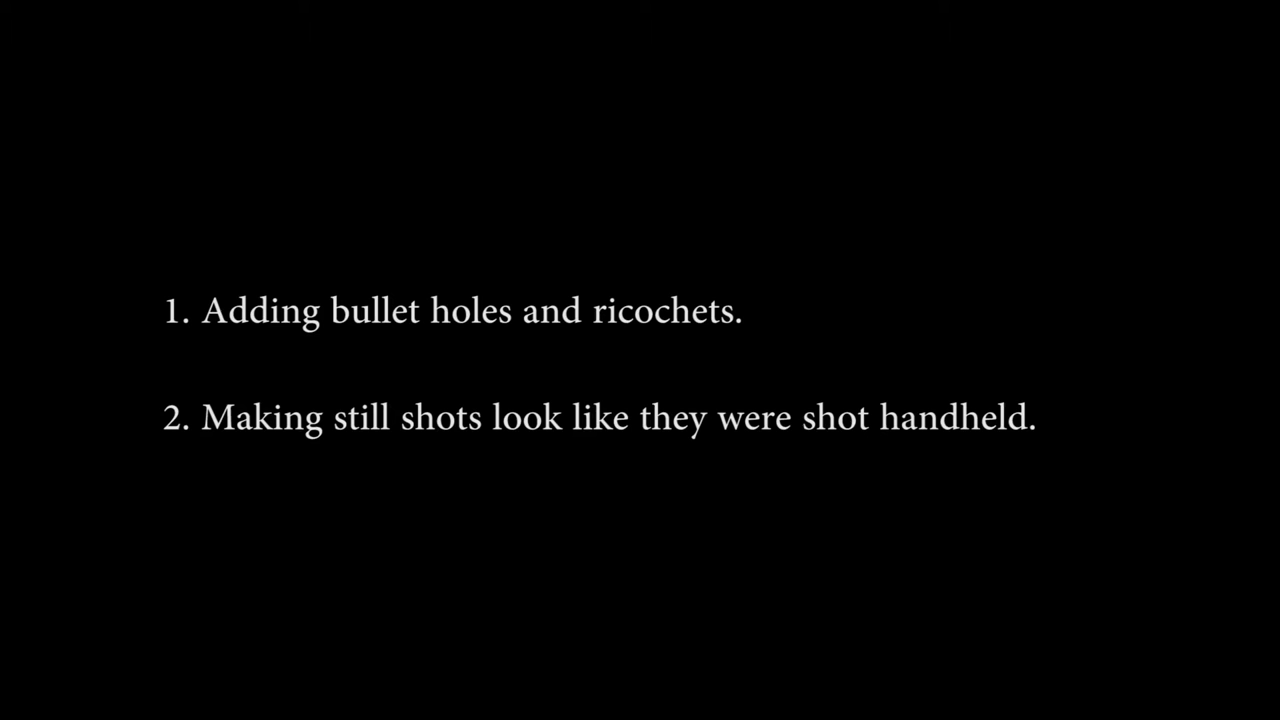 1. Adding bullet holes and ricochets.
2. Making still shots look like they were shot handheld.